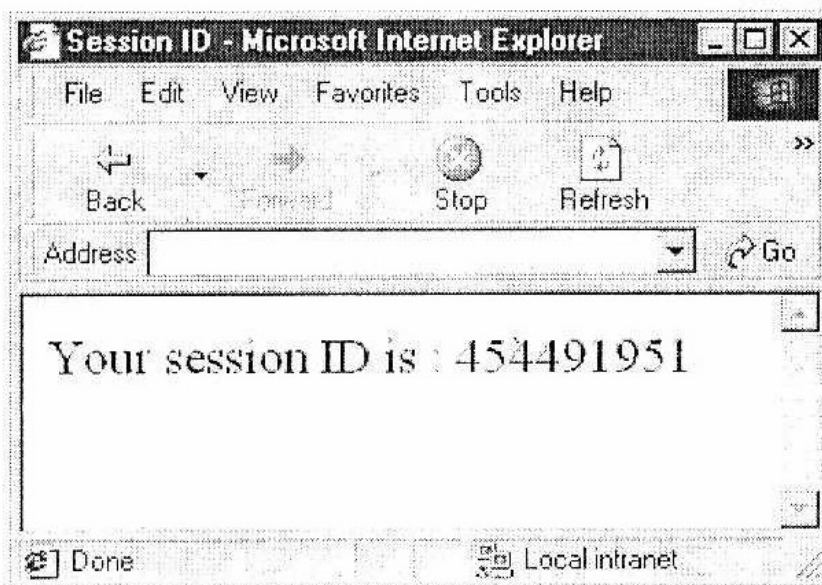 Session ID - Microsoft Internet Explorer
File Edit View Favorites Tools Help
Back Forward Stop Refresh
Address Go
Your session ID is : 454491951
Done Local intranet